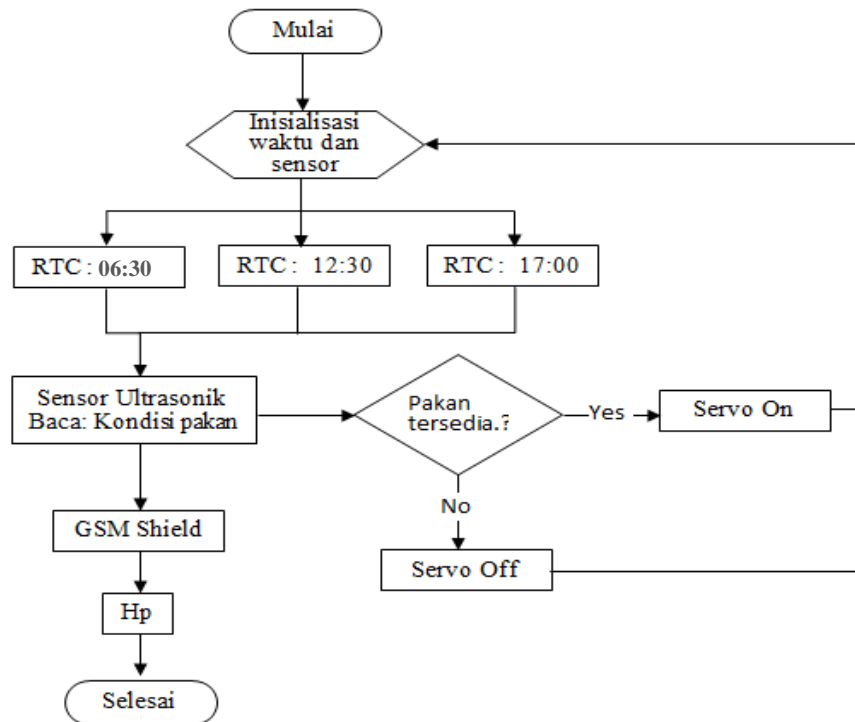 Mulai
Inisialisasi
waktu dan
sensor
RTC : 06:30
RTC : 12:30
RTC : 17:00
Sensor Ultrasonik
Baca: Kondisi pakan
Pakan
tersedia.?
Yes
Servo On
No
GSM Shield
Servo Off
Hp
Selesai